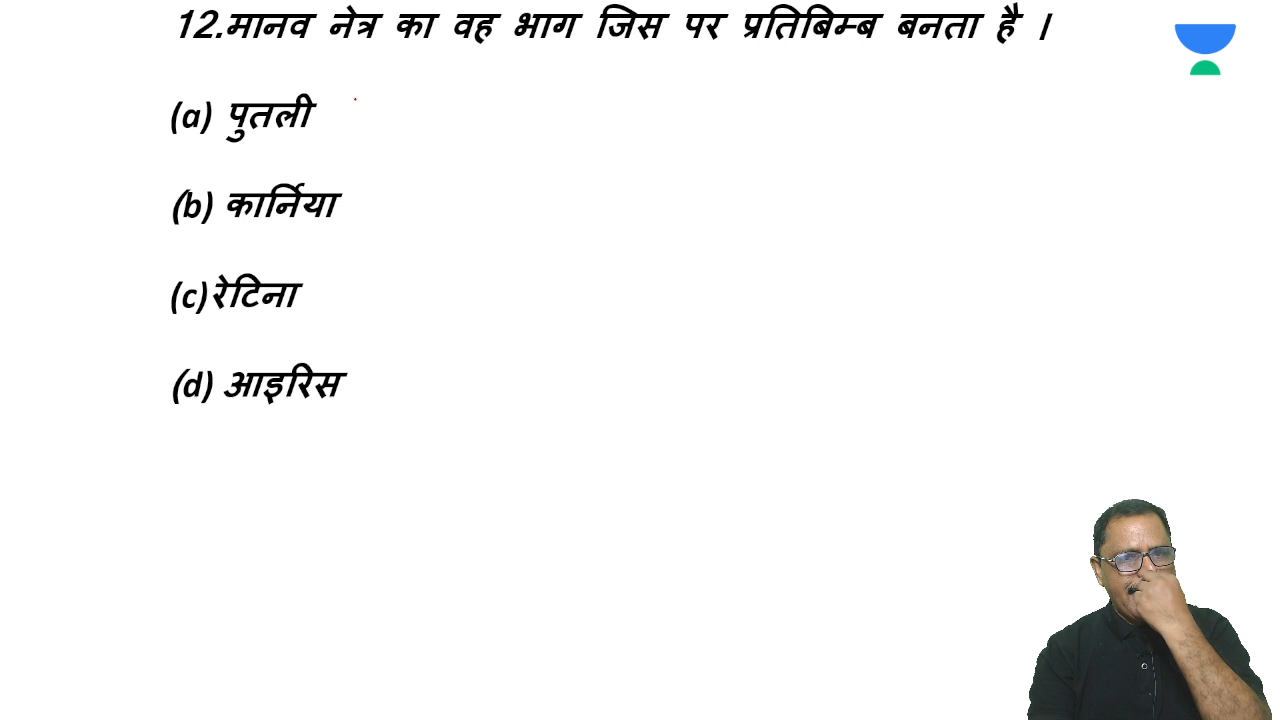 12.मानव नेत्र का वह भाग जिस पर प्रतिबिम्ब बनता है ।
(a) पुतली
(b) कार्निया
(c)रेटिना
(d) आइरिस